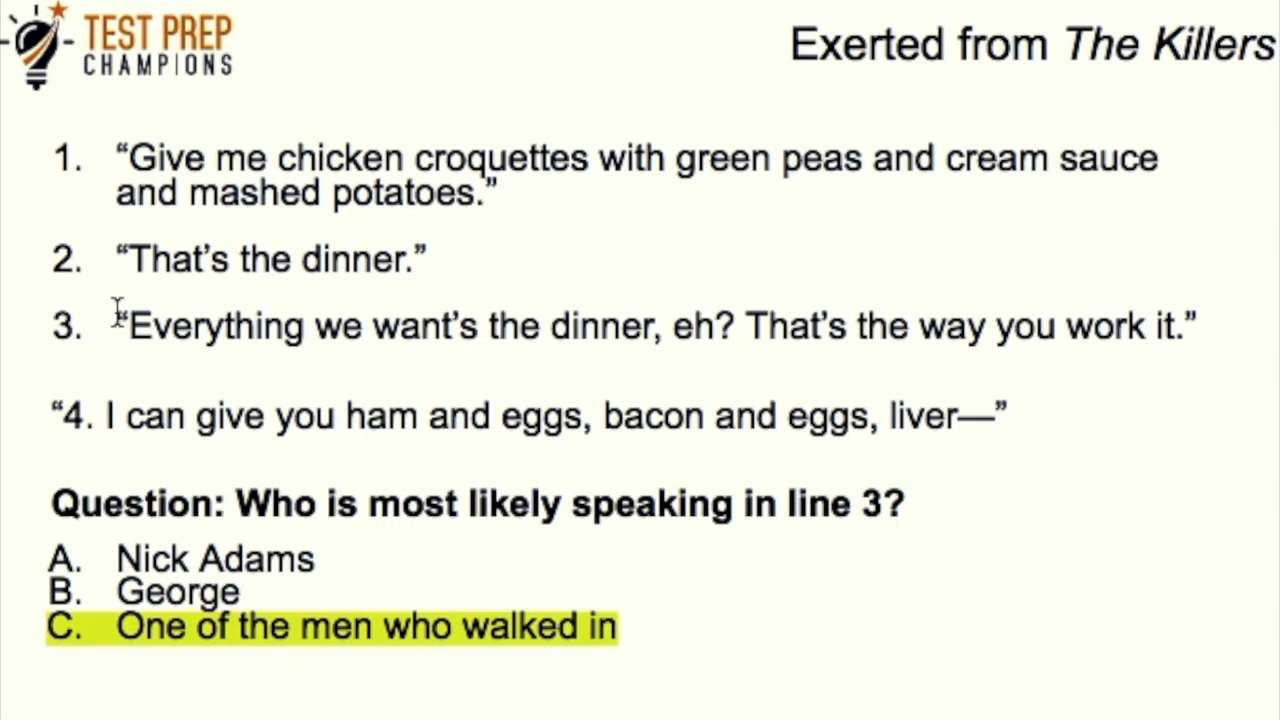 TEST PREP
CHAMPIONS
Exerted from The Killers
1. “Give me chicken croquettes with green peas and cream sauce
and mashed potatoes.”
2. “That’s the dinner.”
3. “Everything we want’s the dinner, eh? That’s the way you work it.”
“4. I can give you ham and eggs, bacon and eggs, liver—”
Question: Who is most likely speaking in line 3?
A. Nick Adams
B. George
C. One of the men who walked in